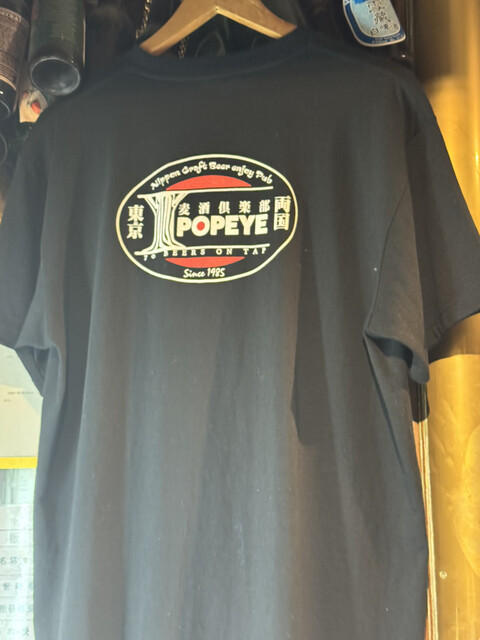 Nippon Craft Beer enjoy Pub
東京
麦酒倶楽部
POPEYE
両国
70 BEERS ON TAP
Since 1985